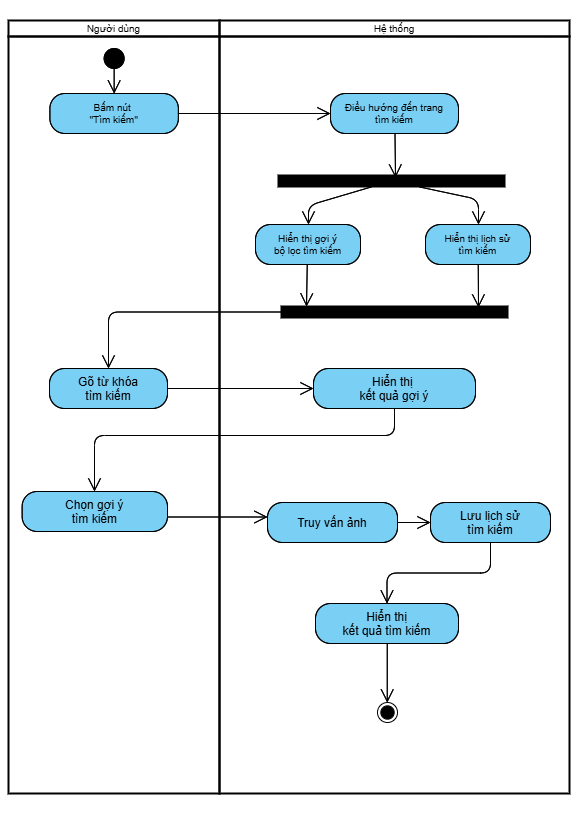 Người dùng
Hệ thống
Bấm nút
"Tìm kiếm"
Điều hướng đến trang
tìm kiếm
Hiển thị gợi ý
bộ lọc tìm kiếm
Hiển thị lịch sử
tìm kiếm
Gõ từ khóa
tìm kiếm
Hiển thị
kết quả gợi ý
Chọn gợi ý
tìm kiếm
Truy vấn ảnh
Lưu lịch sử
tìm kiếm
Hiển thị
kết quả tìm kiếm